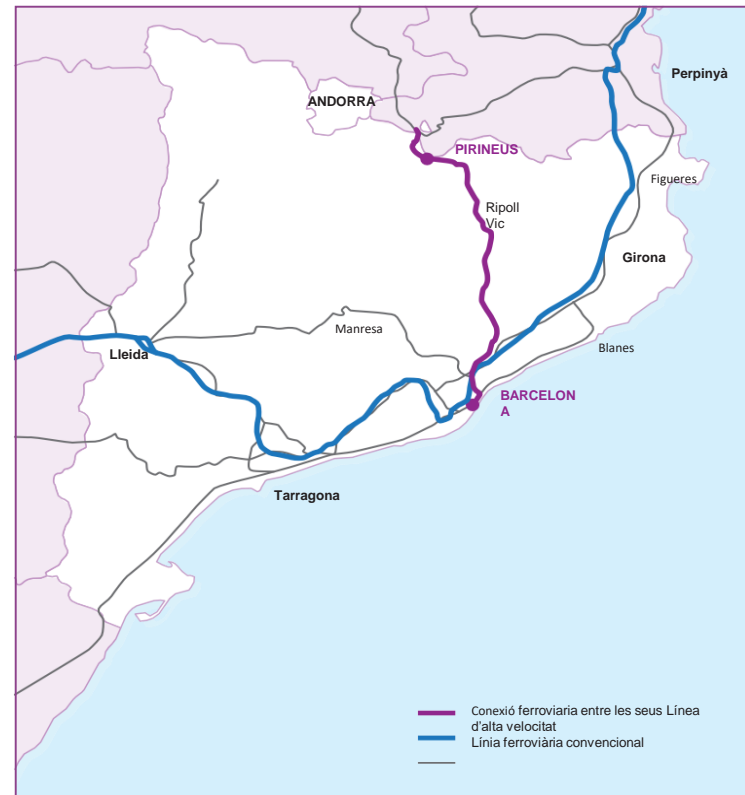 Perpinyà
ANDORRA
PIRINEUS
Figueres
Ripoll
Vic
Girona
Manresa
Blanes
Lleida
BARCELON
A
Tarragona
Conexió ferroviaria entre les seus Línea
d'alta velocitat
Línia ferroviària convencional